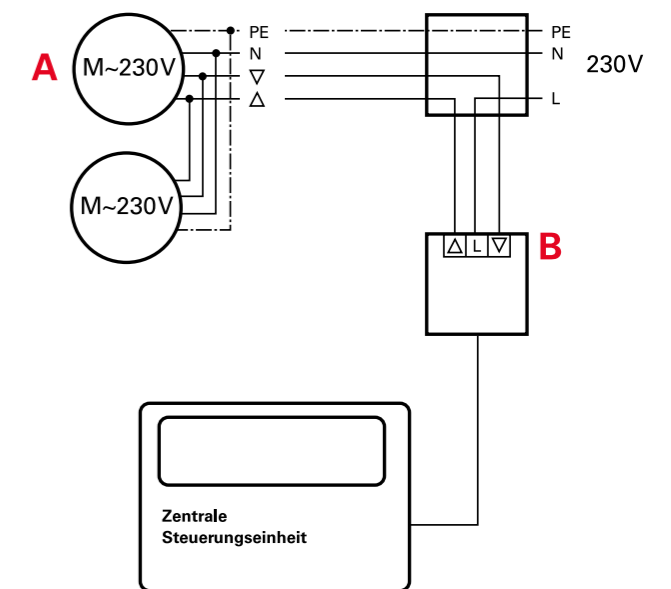 PE
PE
A
M~230V
N
N
230V
▽
△
L
M~230V
△ L ▽
B
Zentrale
Steuerungseinheit